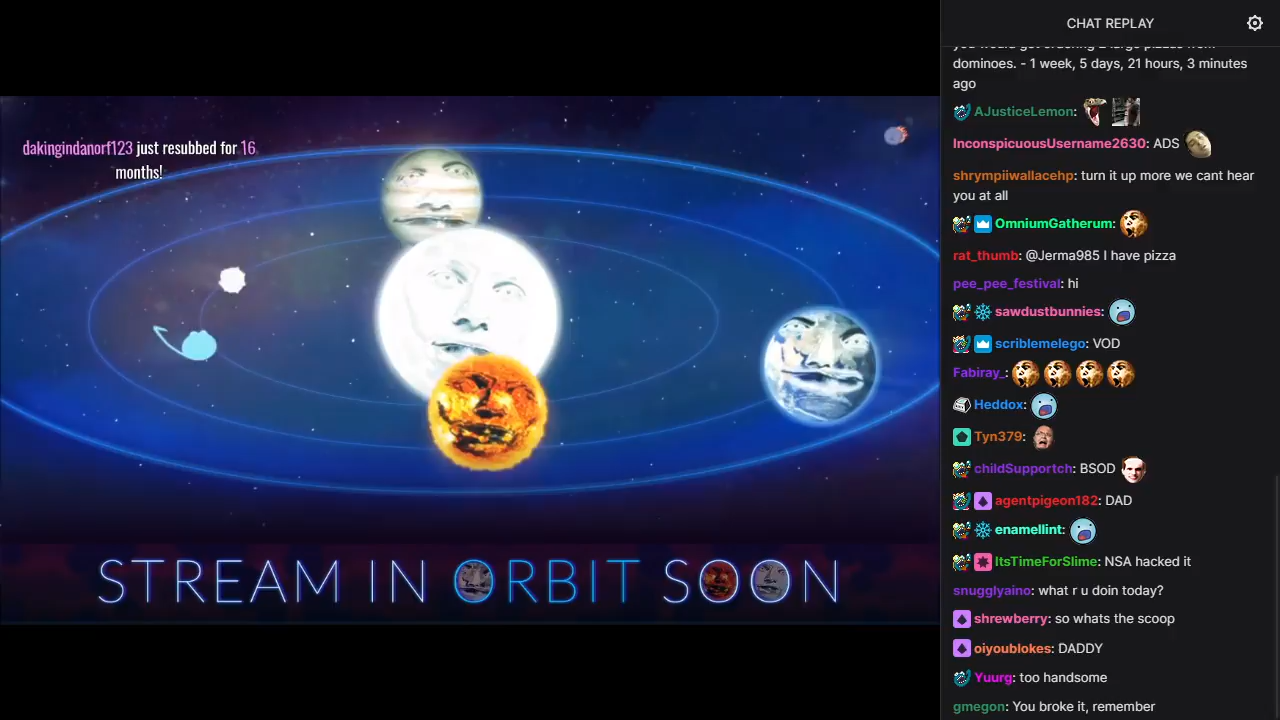 dakingindanorf123 just resubbed for 16
months!
STREAM IN ORBIT SOON
CHAT REPLAY
dominoes. - 1 week, 5 days, 21 hours, 3 minutes
ago
AJusticeLemon:
InconspicuousUsername2630: ADS
shrympiiwallacehp: turn it up more we cant hear
you at all
OmniumGatherum:
rat_thumb: @Jerma985 I have pizza
pee_pee_festival: hi
sawdustbunnies:
scriblemelego: VOD
Fabiray_:
Heddox:
Tyn379:
childSupportch: BSOD
agentpigeon182: DAD
enamellint:
ItsTimeForSlime: NSA hacked it
snugglyaino: what r u doin today?
shrewberry: so whats the scoop
oiyoublokes: DADDY
Yuurg: too handsome
gmegon: You broke it, remember